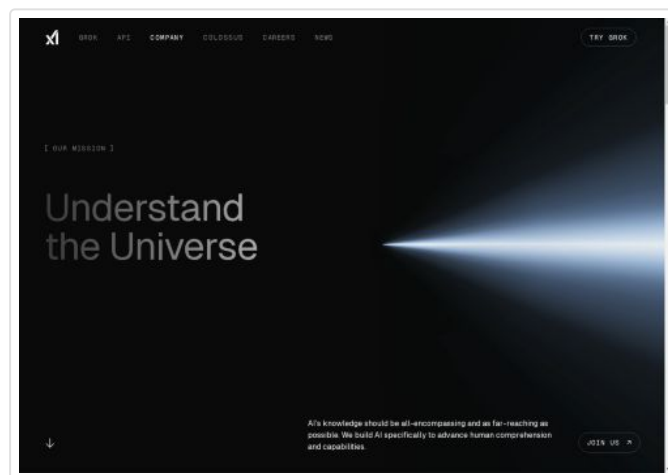 xAI GROK API COMPANY COLOSSUS CAREERS NEWS TRY GROK
[ OUR MISSION ]
Understand
the Universe
AI's knowledge should be all-encompassing and as far-reaching as
possible. We build AI specifically to advance human comprehension
and capabilities.
JOIN US ↗